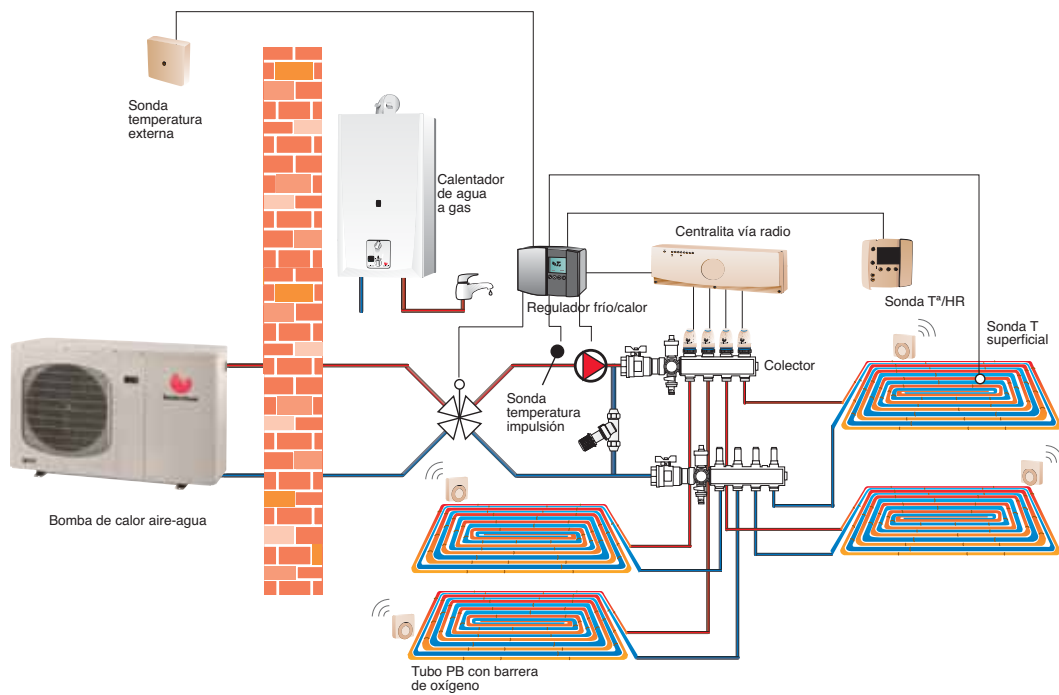 Sonda
temperatura
externa
Calentador
de agua
a gas
Centralita vía radio
Regulador frío/calor
Sonda Tª/HR
Sonda T
superficial
Colector
Sonda
temperatura
impulsión
Bomba de calor aire-agua
Tubo PB con barrera
de oxígeno